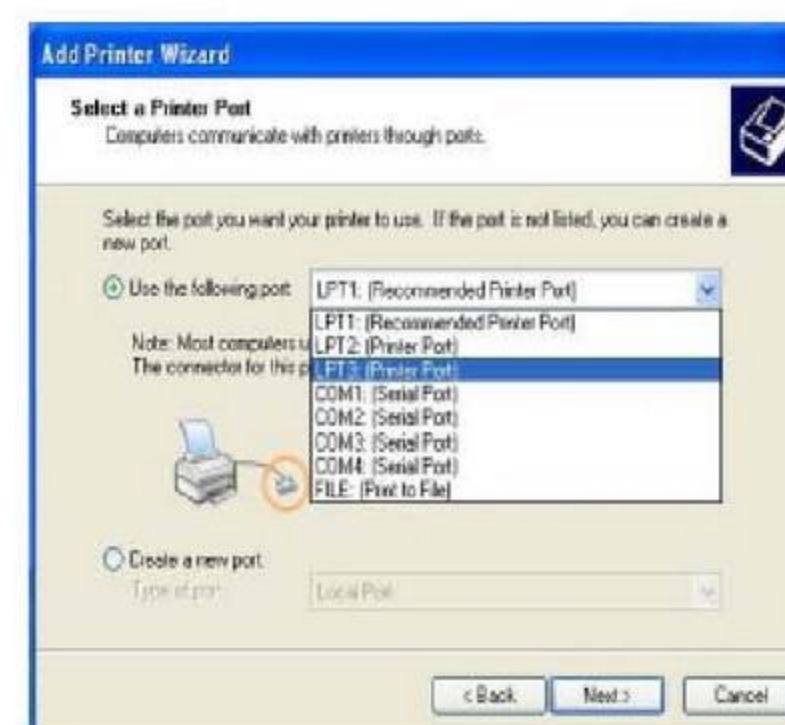 Add Printer Wizard
Select a Printer Port
Computers communicate with printers through ports.
Select the port you want your printer to use. If the port is not listed, you can create a
new port.
Use the following port: LPT1: (Recommended Printer Port)
LPT1: (Recommended Printer Port)
Note: Most computers u LPT2: (Printer Port)
The connector for this p LPT3: (Printer Port)
COM1: (Serial Port)
COM2: (Serial Port)
COM3: (Serial Port)
COM4: (Serial Port)
FILE: (Print to File)
Create a new port:
Type of port: Local Port
< Back Next > Cancel